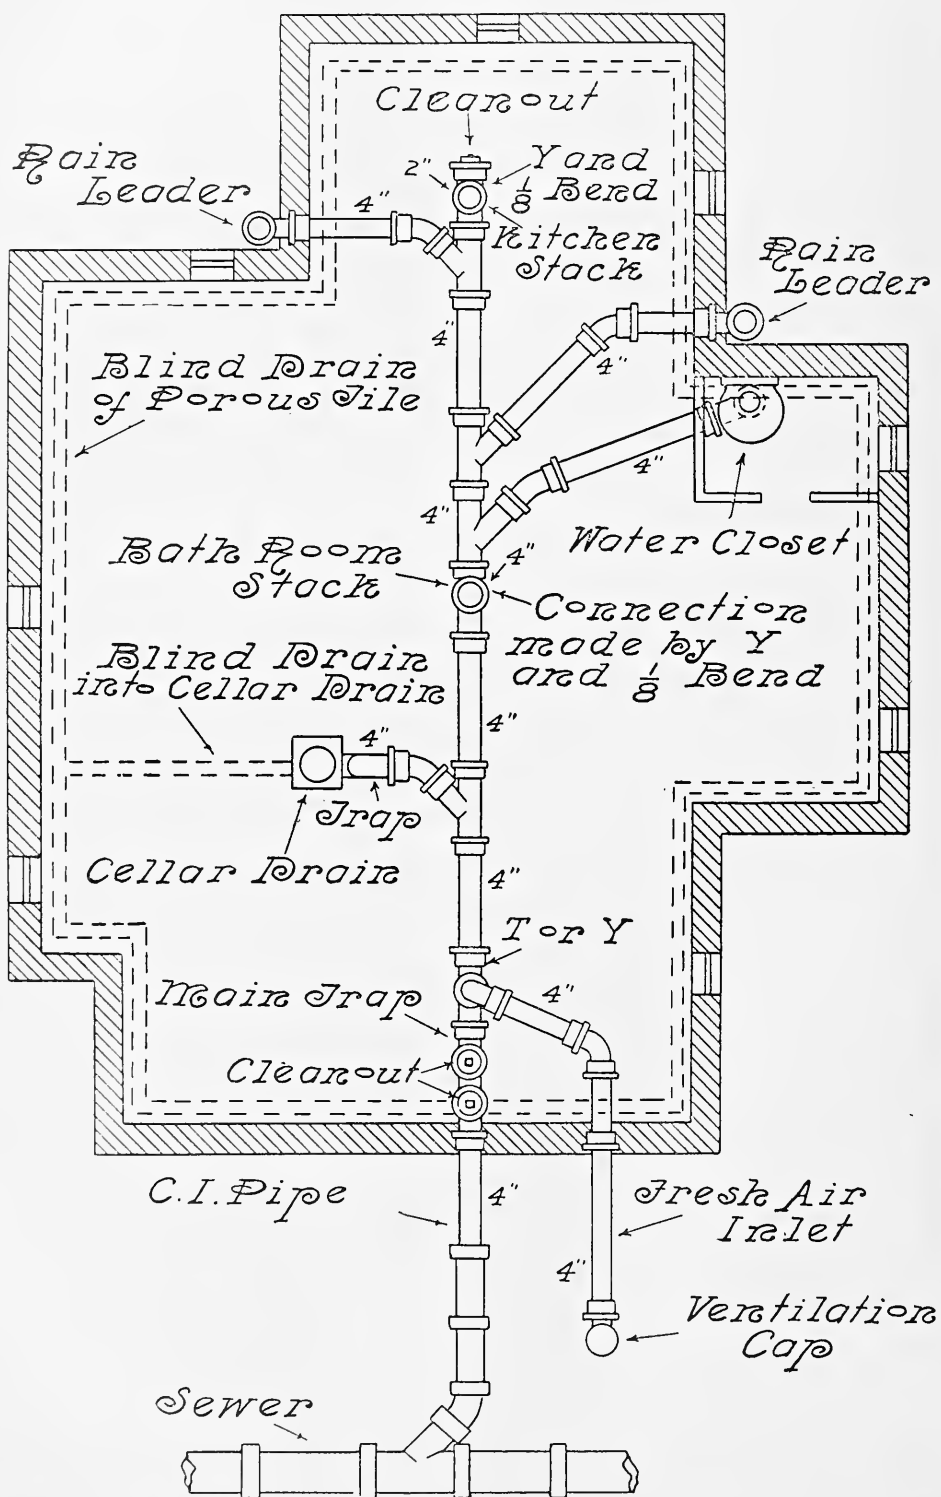 Cleanout
Rain
Leader
4"
2"
Y and
1/8 Bend
Kitchen
Stack
Rain
Leader
4"
4"
Blind Drain
of Porous Tile
4"
4"
Water Closet
Bath Room
Stack
4"
Connection
made by Y
and 1/8 Bend
Blind Drain
into Cellar Drain
4"
4"
Trap
Cellar Drain
4"
T or Y
Main Trap
4"
Cleanout
C.I. Pipe
4"
Fresh Air
Inlet
4"
Ventilation
Cap
Sewer